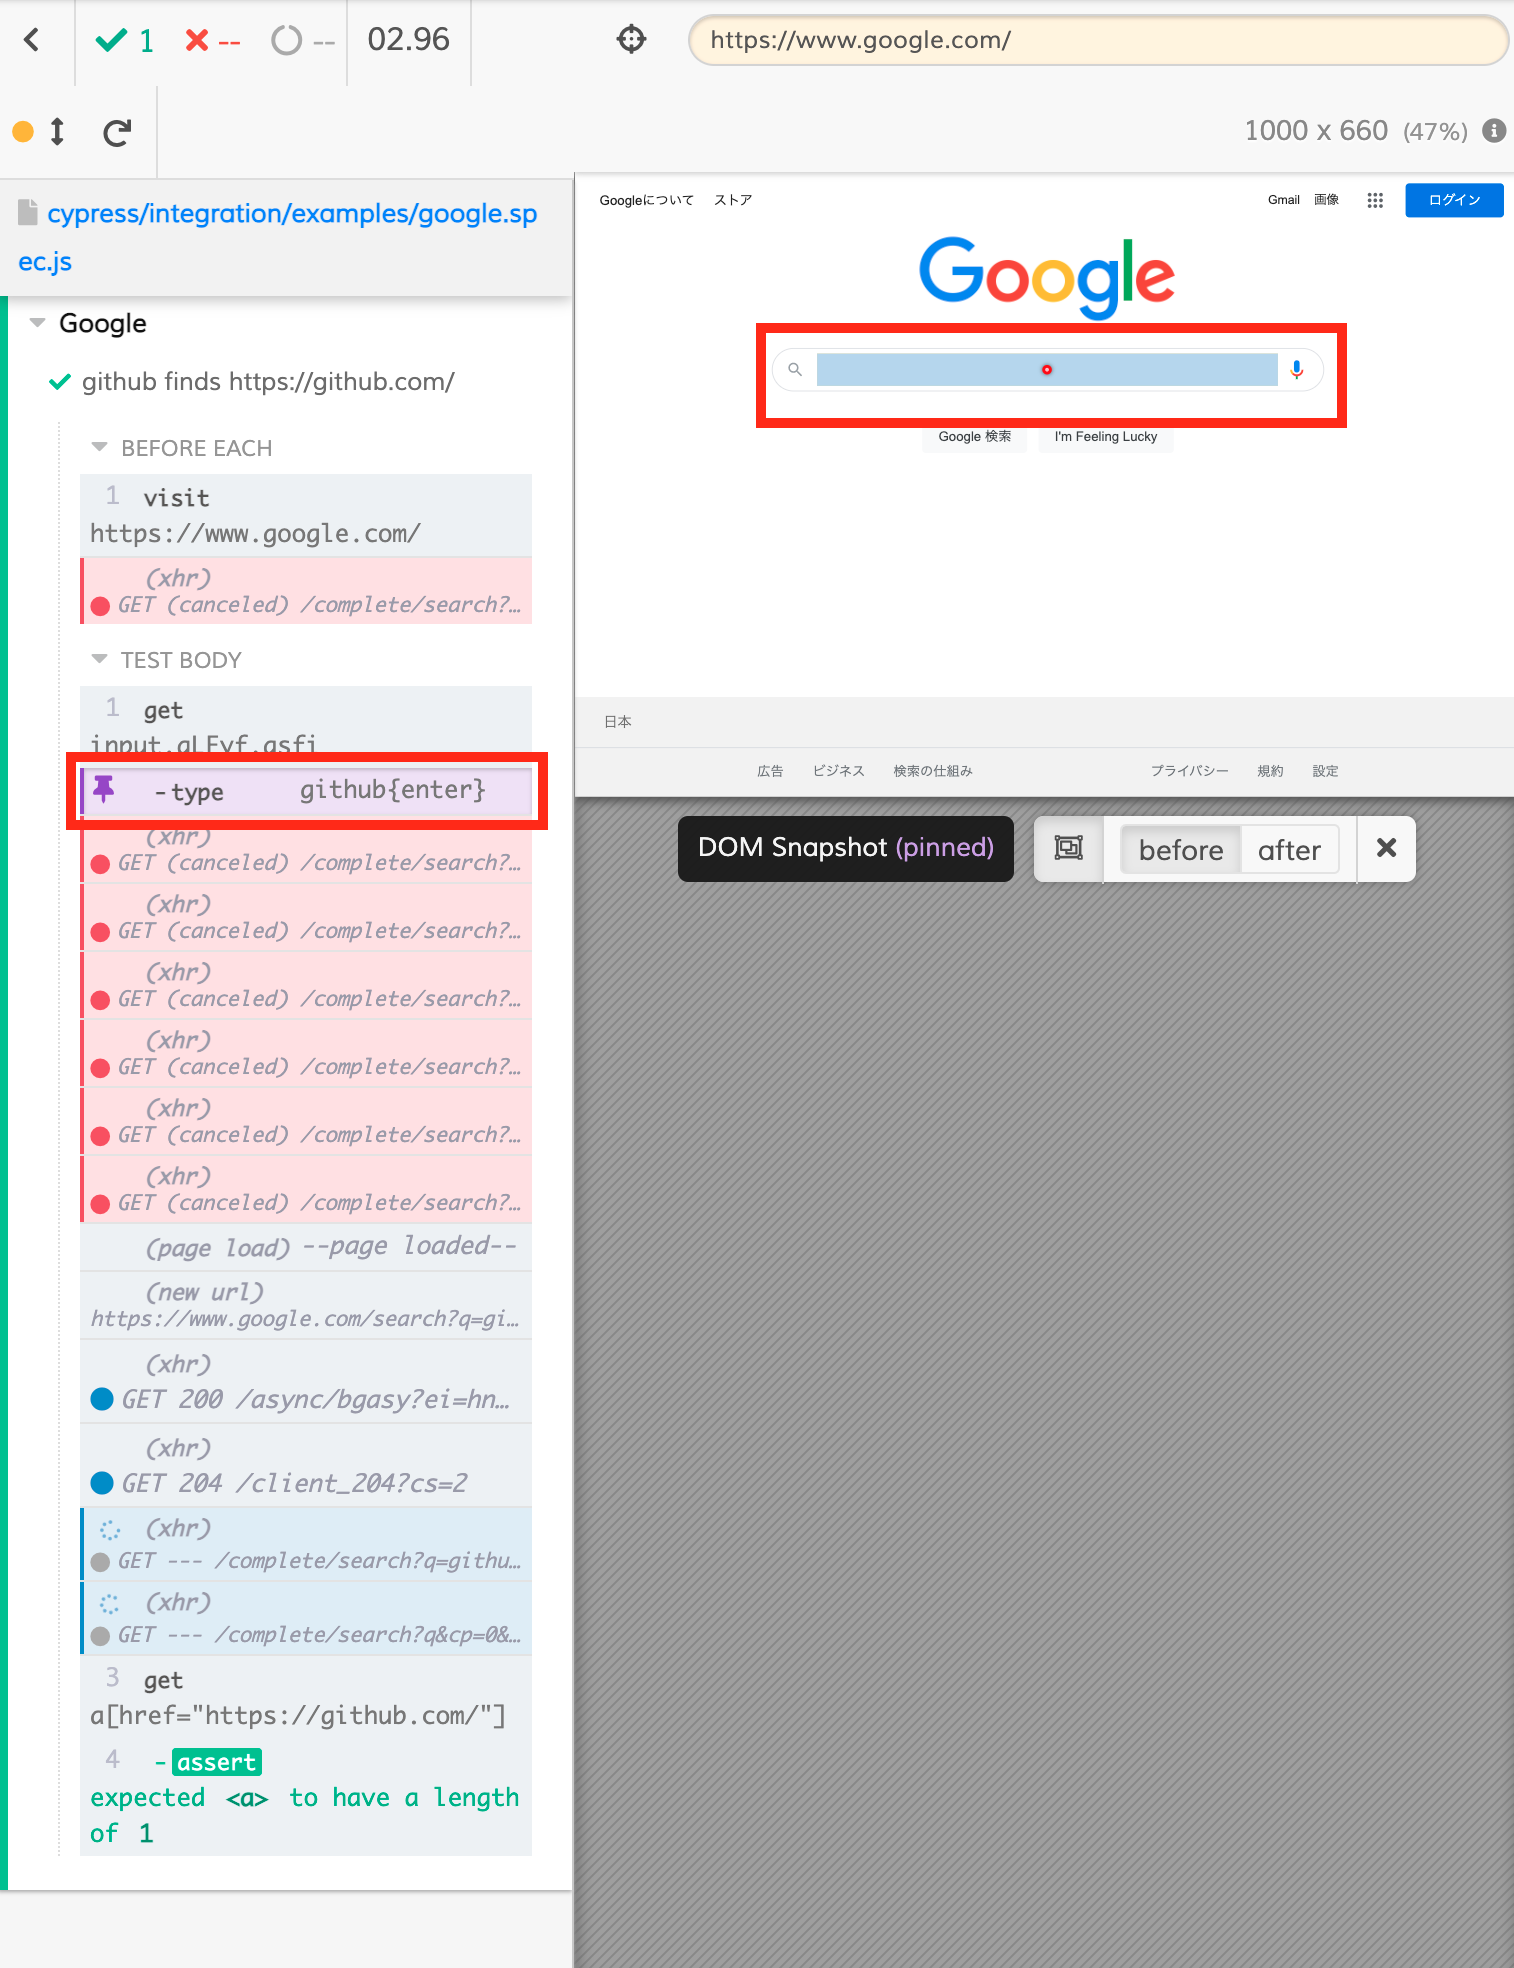 1 -- -- 02.96 https://www.google.com/
1000 x 660 (47%)
cypress/integration/examples/google.sp
ec.js
Googleについて ストア Gmail 画像 ログイン
Google
Google
github finds https://github.com/
Google 検索 I'm Feeling Lucky
BEFORE EACH
1 visit
https://www.google.com/
(xhr)
GET (canceled) /complete/search?…
TEST BODY
1 get
input.gLFyf.gsfi
日本
広告 ビジネス 検索の仕組み プライバシー 規約 設定
-type github{enter}
DOM Snapshot (pinned) before after
(xhr)
GET (canceled) /complete/search?…
(xhr)
GET (canceled) /complete/search?…
(xhr)
GET (canceled) /complete/search?…
(xhr)
GET (canceled) /complete/search?…
(xhr)
GET (canceled) /complete/search?…
(xhr)
GET (canceled) /complete/search?…
(page load) --page loaded--
(new url)
https://www.google.com/search?q=gi…
(xhr)
GET 200 /async/bgasy?ei=hn…
(xhr)
GET 204 /client_204?cs=2
(xhr)
GET --- /complete/search?q=githu…
(xhr)
GET --- /complete/search?q&cp=0&…
3 get
a[href="https://github.com/"]
4 -assert
expected <a> to have a length
of 1